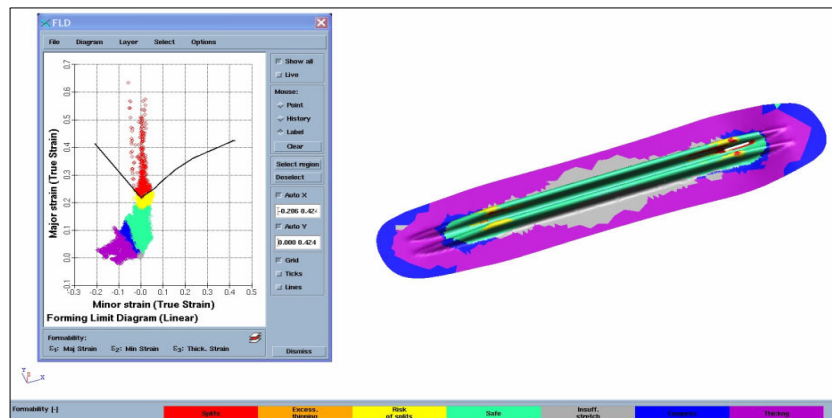 FLD
File Diagram Layer Select Options
Show all
Live
Mouse:
Point
History
Label
Clear
Select region
Deselect
Auto X
-0.206 0.424
Auto Y
0.000 0.424
Grid
Ticks
Lines
Dismiss
Major strain (True Strain)
0.7
0.6
0.5
0.4
0.3
0.2
0.1
0.0
-0.1
-0.3 -0.2 -0.1 -0.0 0.1 0.2 0.3 0.4 0.5
Minor strain (True Strain)
Forming Limit Diagram (Linear)
Formability:
ε1: Maj. Strain ε2: Min Strain ε3: Thick. Strain
Y
Z X
Formability [-]
Splits
Excess. thinning
Risk of splits
Safe
Insuff. stretch
Thicking